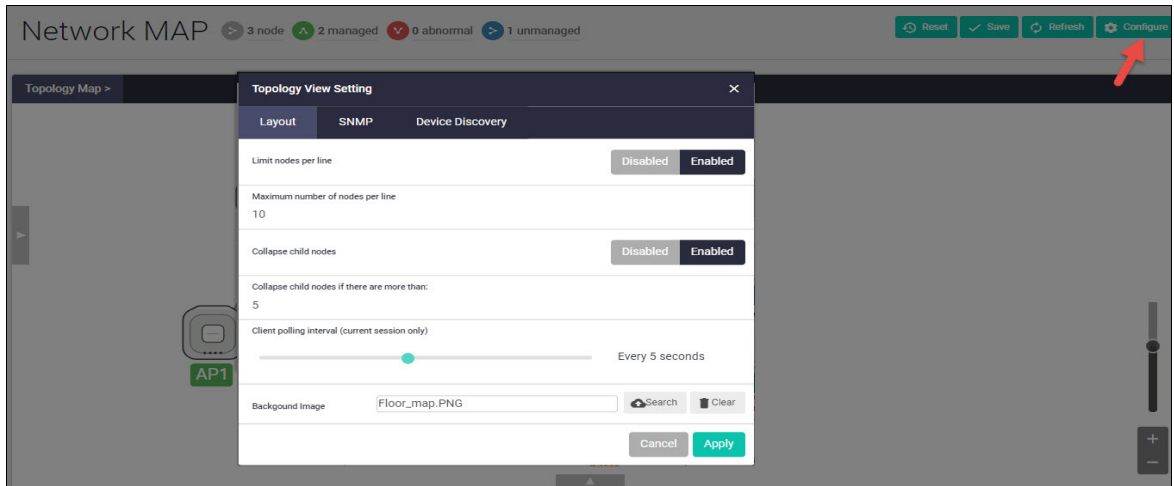 Network MAP 3 node 2 managed 0 abnormal 1 unmanaged Reset Save Refresh Configure
Topology Map >
Topology View Setting
Layout SNMP Device Discovery
Limit nodes per line Disabled Enabled
Maximum number of nodes per line
10
Collapse child nodes Disabled Enabled
Collapse child nodes if there are more than:
5
Client polling interval (current session only)
Every 5 seconds
AP1
Backgound Image Floor_map.PNG Search Clear
Cancel Apply